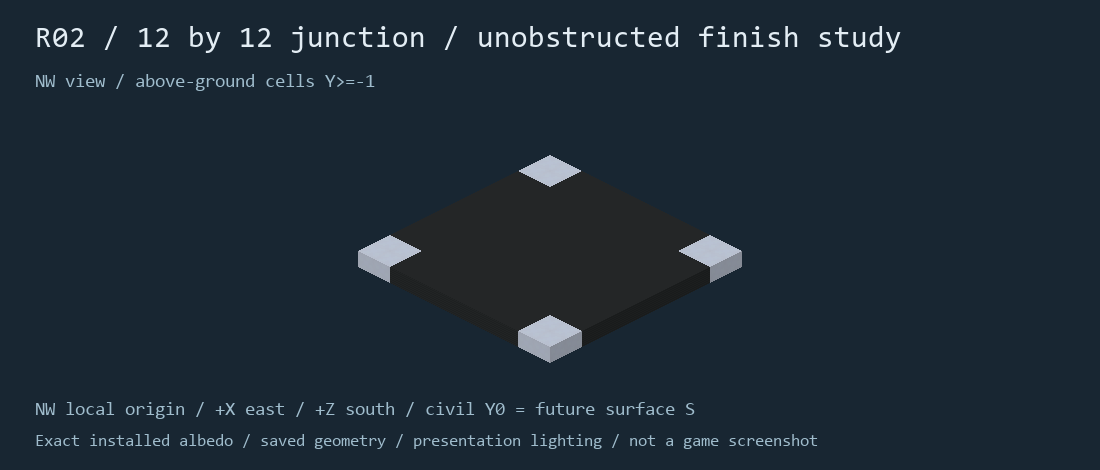 R02 / 12 by 12 junction / unobstructed finish study
NW view / above-ground cells Y>=-1
NW local origin / +X east / +Z south / civil Y0 = future surface S
Exact installed albedo / saved geometry / presentation lighting / not a game screenshot